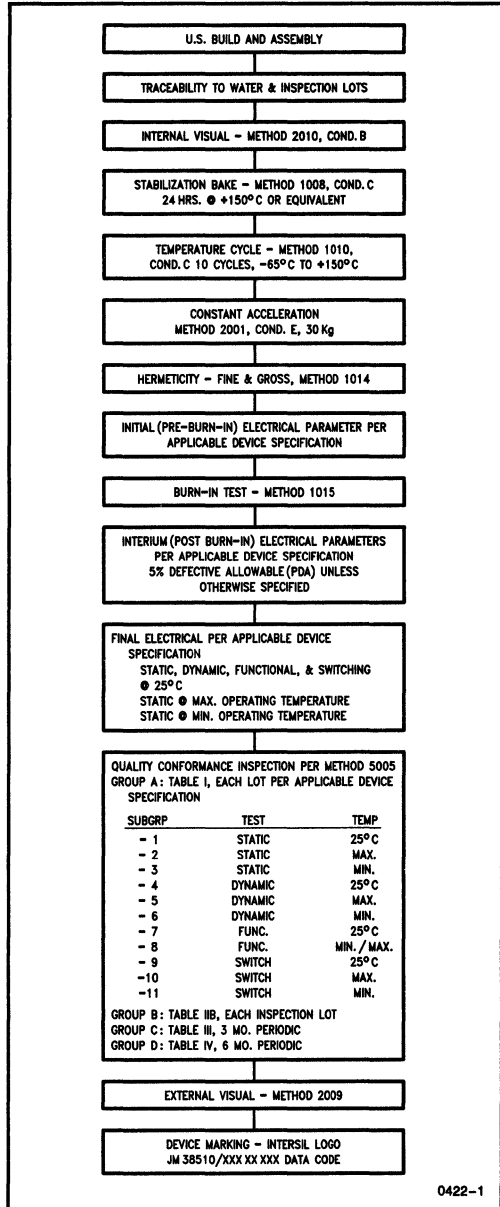 U.S. BUILD AND ASSEMBLY
TRACEABILITY TO WATER & INSPECTION LOTS
INTERNAL VISUAL - METHOD 2010, COND. B
STABILIZATION BAKE - METHOD 1008, COND. C
24 HRS. @ +150°C OR EQUIVALENT
TEMPERATURE CYCLE - METHOD 1010,
COND. C 10 CYCLES, -65°C TO +150°C
CONSTANT ACCELERATION
METHOD 2001, COND. E, 30 Kg
HERMETICITY - FINE & GROSS, METHOD 1014
INITIAL (PRE-BURN-IN) ELECTRICAL PARAMETER PER
APPLICABLE DEVICE SPECIFICATION
BURN-IN TEST - METHOD 1015
INTERIUM (POST BURN-IN) ELECTRICAL PARAMETERS
PER APPLICABLE DEVICE SPECIFICATION
5% DEFECTIVE ALLOWABLE (PDA) UNLESS
OTHERWISE SPECIFIED
FINAL ELECTRICAL PER APPLICABLE DEVICE
SPECIFICATION
STATIC, DYNAMIC, FUNCTIONAL, & SWITCHING
@ 25°C
STATIC @ MAX. OPERATING TEMPERATURE
STATIC @ MIN. OPERATING TEMPERATURE
QUALITY CONFORMANCE INSPECTION PER METHOD 5005
GROUP A: TABLE I, EACH LOT PER APPLICABLE DEVICE
SPECIFICATION
SUBGRP TEST TEMP
- 1 STATIC 25°C
- 2 STATIC MAX.
- 3 STATIC MIN.
- 4 DYNAMIC 25°C
- 5 DYNAMIC MAX.
- 6 DYNAMIC MIN.
- 7 FUNC. 25°C
- 8 FUNC. MIN./MAX.
- 9 SWITCH 25°C
-10 SWITCH MAX.
-11 SWITCH MIN.
GROUP B: TABLE IIB, EACH INSPECTION LOT
GROUP C: TABLE III, 3 MO. PERIODIC
GROUP D: TABLE IV, 6 MO. PERIODIC
EXTERNAL VISUAL - METHOD 2009
DEVICE MARKING - INTERSIL LOGO
JM 38510/XXX XX XXX DATA CODE
0422-1